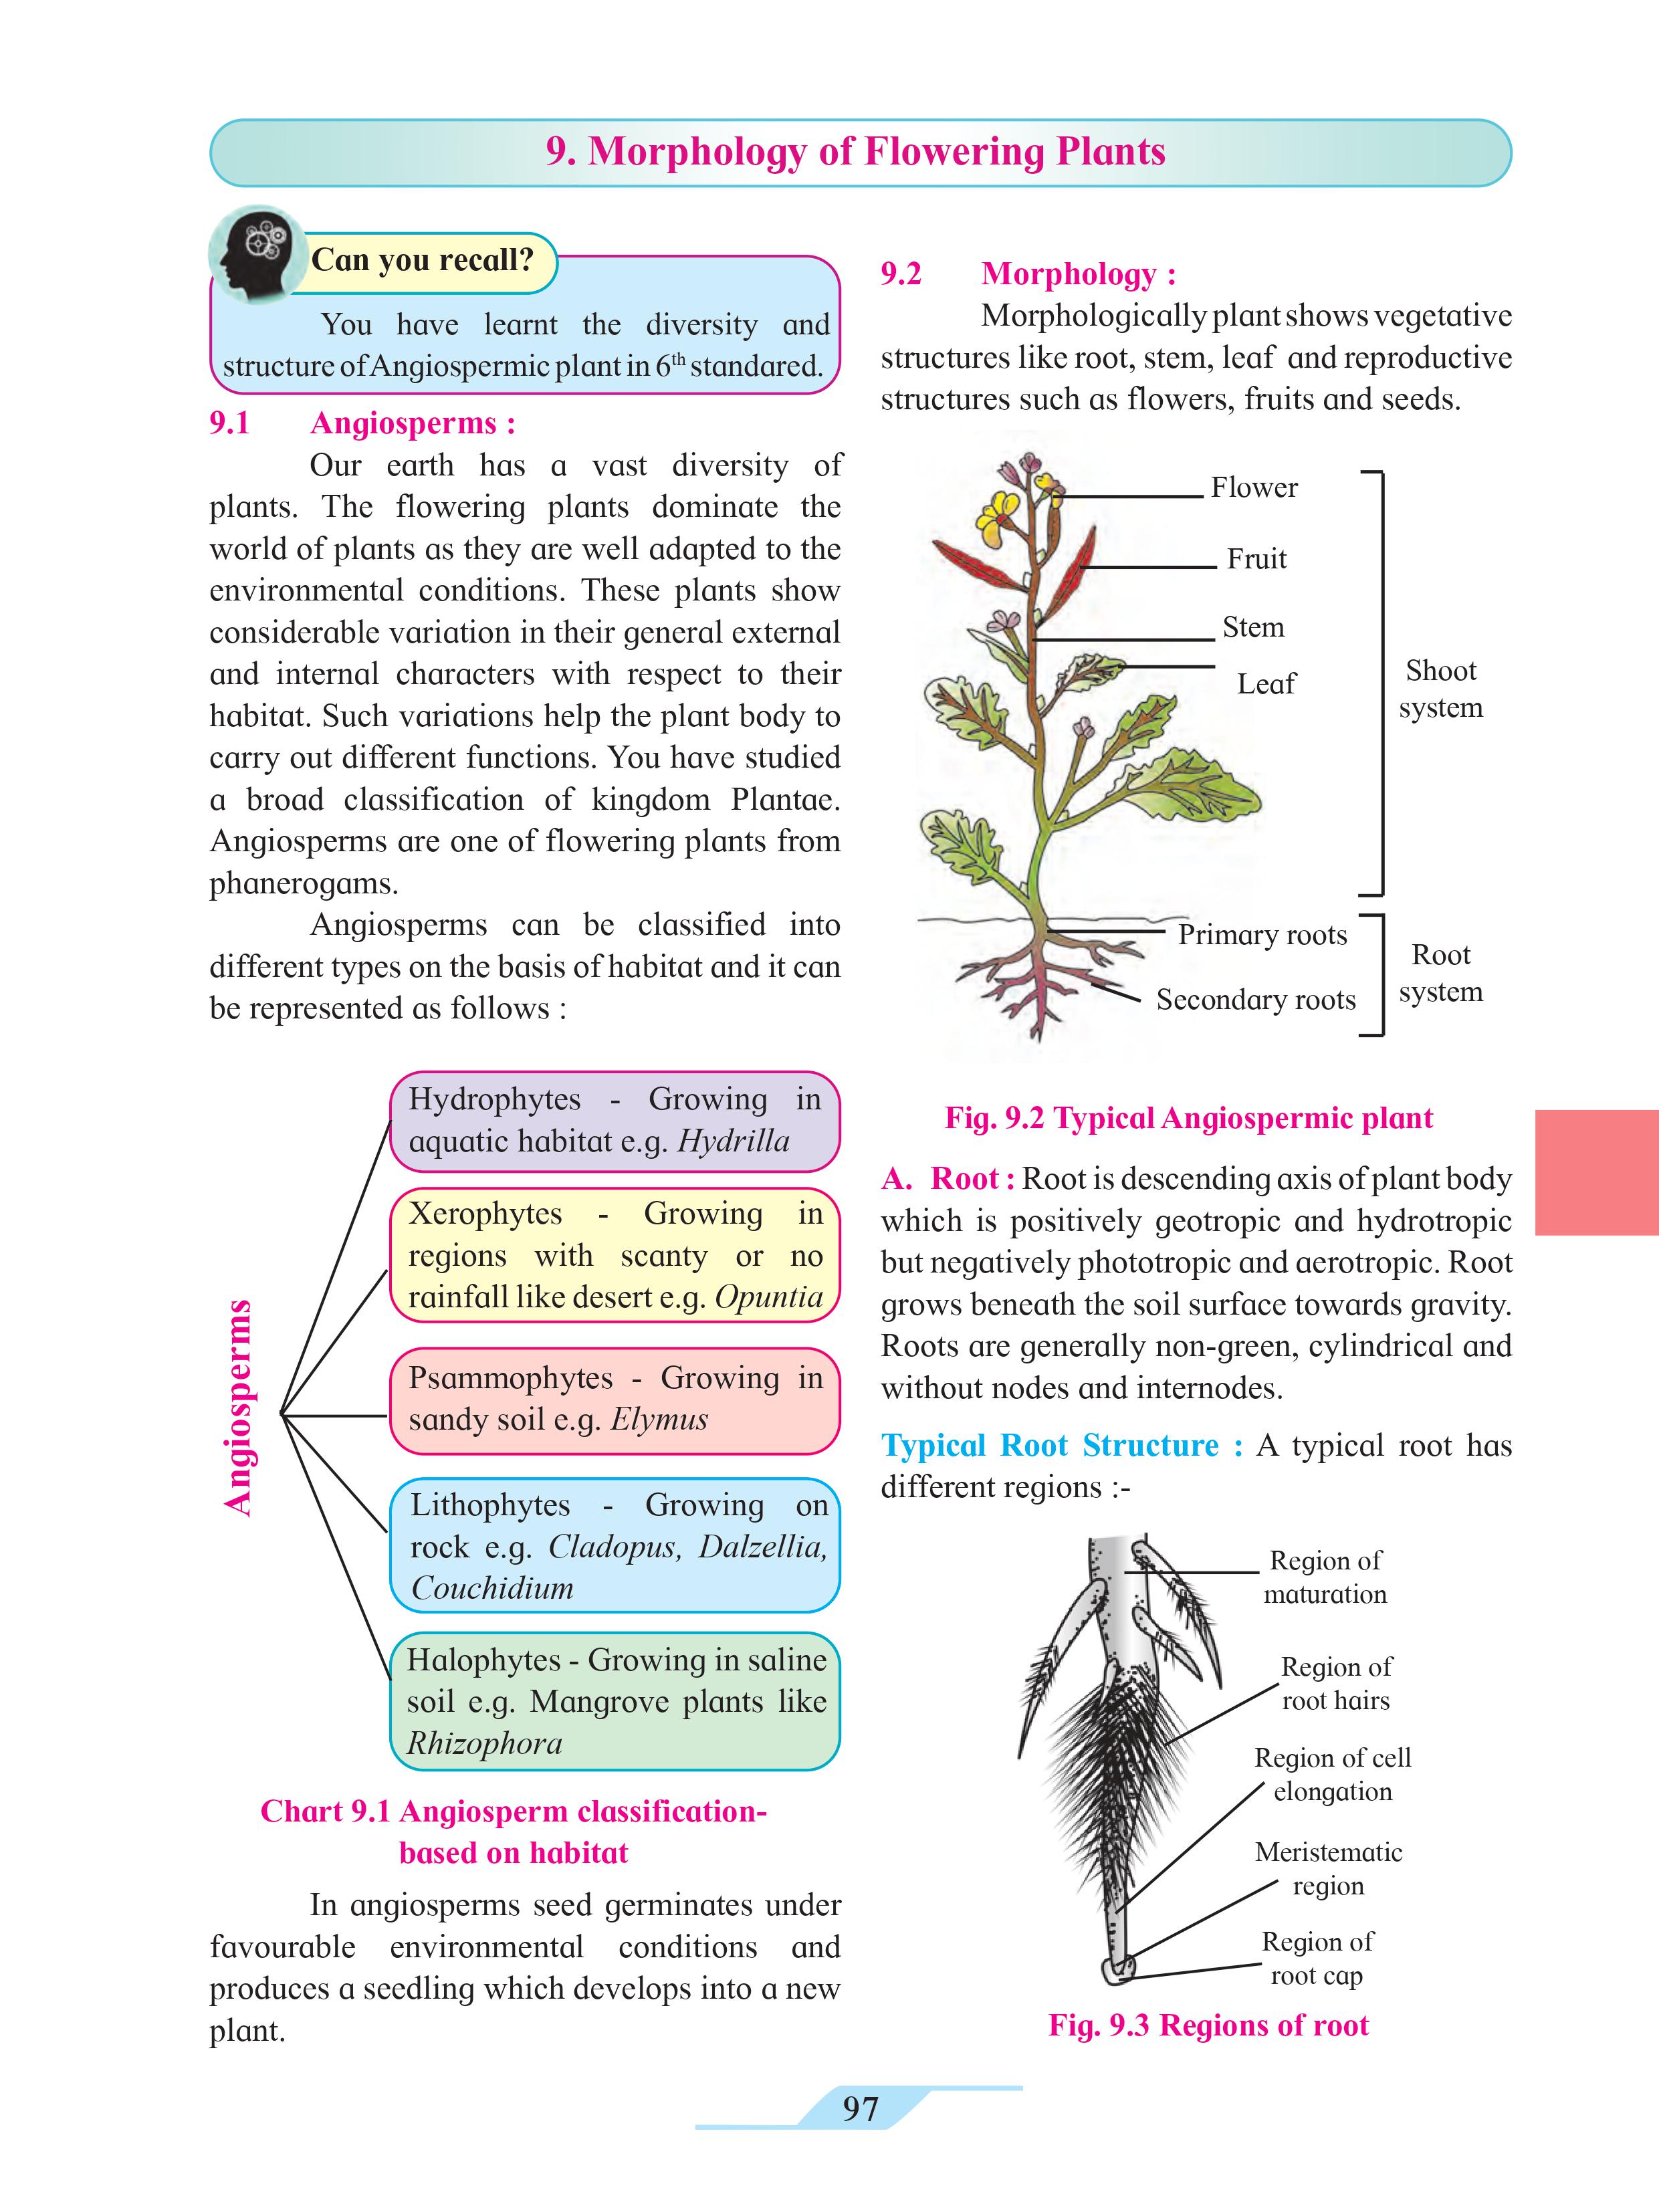 9. Morphology of Flowering Plants
Can you recall?
You have learnt the diversity and
structure of Angiospermic plant in 6th standared.
9.1 Angiosperms :
Our earth has a vast diversity of
plants. The flowering plants dominate the
world of plants as they are well adapted to the
environmental conditions. These plants show
considerable variation in their general external
and internal characters with respect to their
habitat. Such variations help the plant body to
carry out different functions. You have studied
a broad classification of kingdom Plantae.
Angiosperms are one of flowering plants from
phanerogams.
Angiosperms can be classified into
different types on the basis of habitat and it can
be represented as follows :
Angiosperms
Hydrophytes - Growing in
aquatic habitat e.g. Hydrilla
Xerophytes - Growing in
regions with scanty or no
rainfall like desert e.g. Opuntia
Psammophytes - Growing in
sandy soil e.g. Elymus
Lithophytes - Growing on
rock e.g. Cladopus, Dalzellia,
Couchidium
Halophytes - Growing in saline
soil e.g. Mangrove plants like
Rhizophora
Chart 9.1 Angiosperm classification-
based on habitat
In angiosperms seed germinates under
favourable environmental conditions and
produces a seedling which develops into a new
plant.
9.2 Morphology :
Morphologically plant shows vegetative
structures like root, stem, leaf and reproductive
structures such as flowers, fruits and seeds.
Flower
Fruit
Stem
Leaf
Shoot
system
Primary roots
Secondary roots
Root
system
Fig. 9.2 Typical Angiospermic plant
A. Root : Root is descending axis of plant body
which is positively geotropic and hydrotropic
but negatively phototropic and aerotropic. Root
grows beneath the soil surface towards gravity.
Roots are generally non-green, cylindrical and
without nodes and internodes.
Typical Root Structure : A typical root has
different regions :-
Region of
maturation
Region of
root hairs
Region of cell
elongation
Meristematic
region
Region of
root cap
Fig. 9.3 Regions of root
97